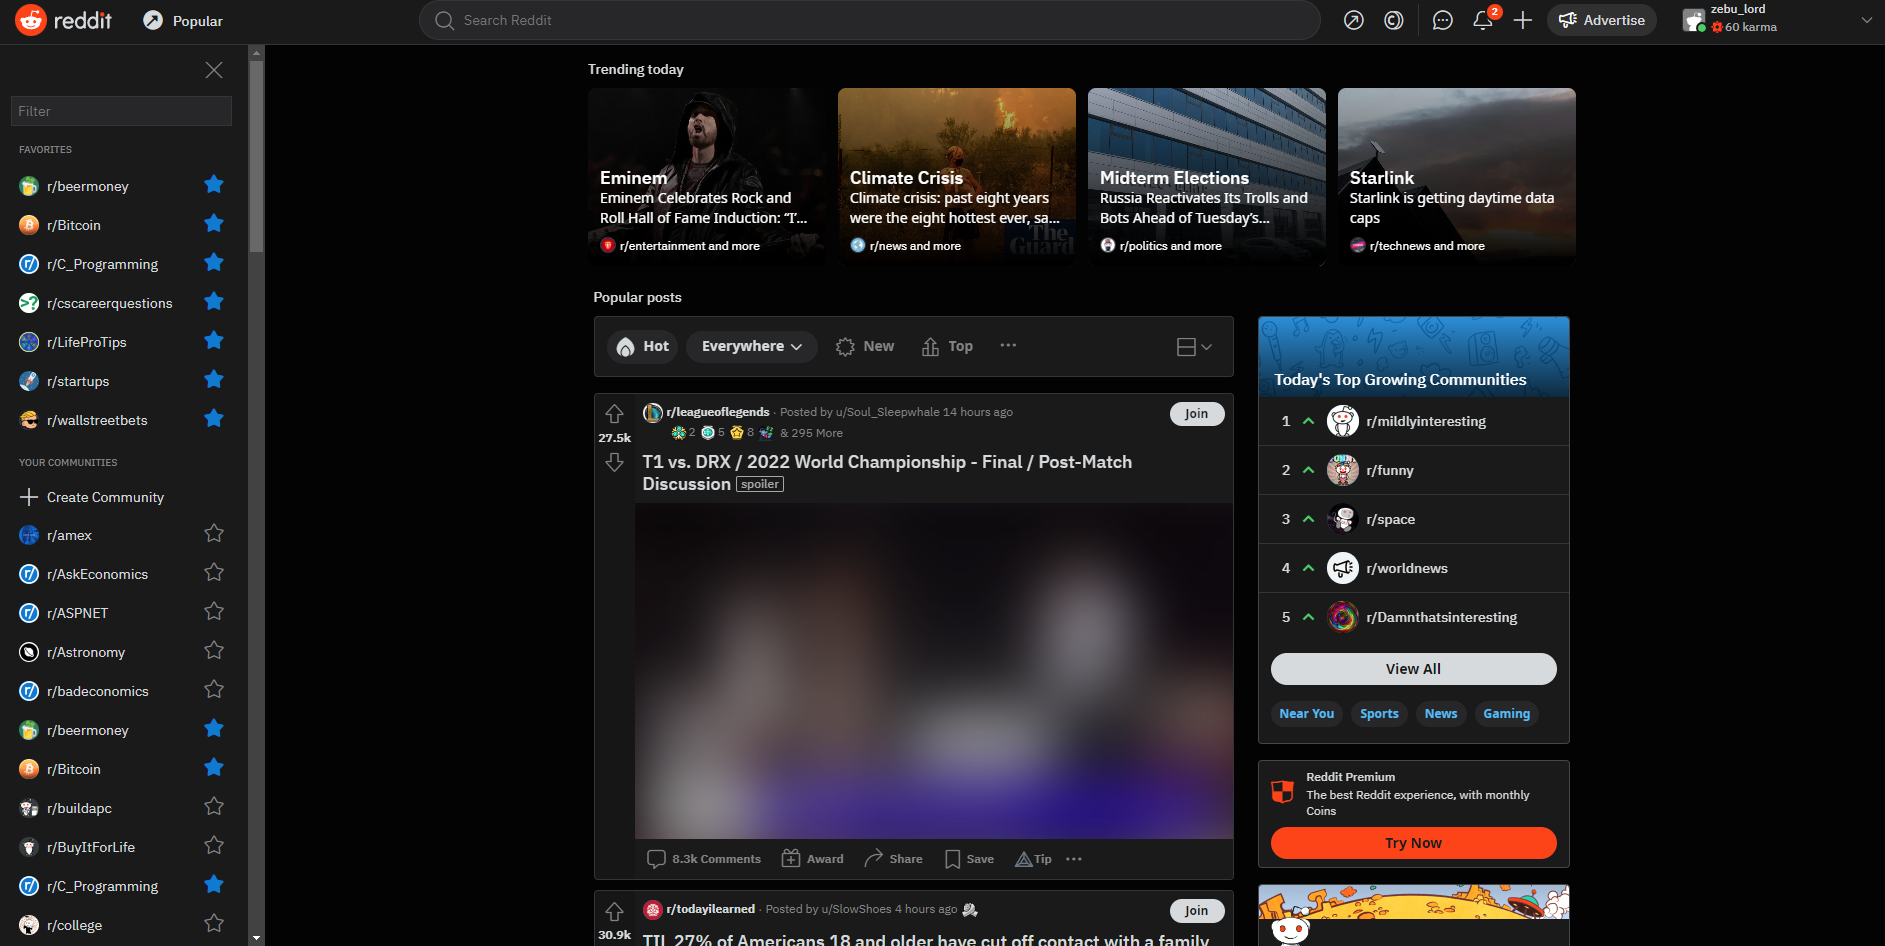 reddit
Popular
Search Reddit
2
Advertise
zebu_lord
60 karma
Filter
FAVORITES
r/beermoney
r/Bitcoin
r/C_Programming
r/cscareerquestions
r/LifeProTips
r/startups
r/wallstreetbets
YOUR COMMUNITIES
Create Community
r/amex
r/AskEconomics
r/ASPNET
r/Astronomy
r/badeconomics
r/beermoney
r/Bitcoin
r/buildapc
r/BuyItForLife
r/C_Programming
r/college
Trending today
Eminem
Eminem Celebrates Rock and
Roll Hall of Fame Induction: “I’...
r/entertainment and more
Climate Crisis
Climate crisis: past eight years
were the eight hottest ever, sa...
r/news and more
The
Guard
Midterm Elections
Russia Reactivates Its Trolls and
Bots Ahead of Tuesday’s...
r/politics and more
Starlink
Starlink is getting daytime data
caps
r/technews and more
Popular posts
Hot
Everywhere
New
Top
27.5k
r/leagueoflegends · Posted by u/Soul_Sleepwhale 14 hours ago
2 5 8 & 295 More
Join
T1 vs. DRX / 2022 World Championship - Final / Post-Match
Discussion spoiler
8.3k Comments
Award
Share
Save
Tip
30.9k
r/todayilearned · Posted by u/SlowShoes 4 hours ago
Join
TIL 27% of Americans 18 and older have cut off contact with a family
Today's Top Growing Communities
1 r/mildlyinteresting
2 r/funny
3 r/space
4 r/worldnews
5 r/Damnthatsinteresting
View All
Near You
Sports
News
Gaming
Reddit Premium
The best Reddit experience, with monthly
Coins
Try Now